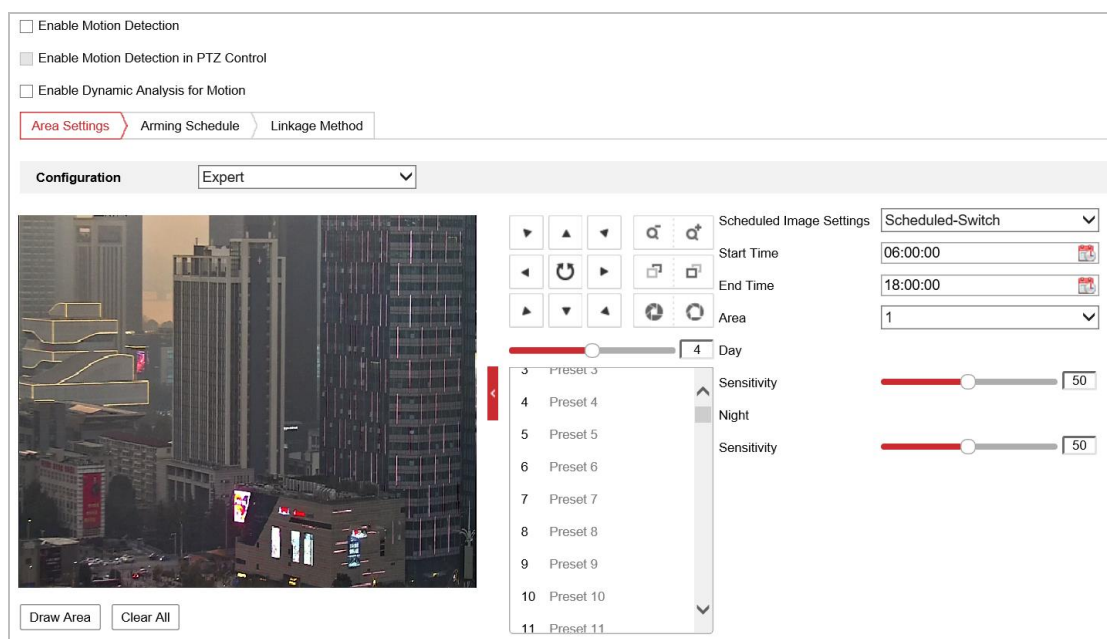 Enable Motion Detection
Enable Motion Detection in PTZ Control
Enable Dynamic Analysis for Motion
Area Settings
Arming Schedule
Linkage Method
Configuration
Expert
Scheduled Image Settings
Scheduled-Switch
Start Time
06:00:00
End Time
18:00:00
Area
1
4
Day
Sensitivity
50
Night
Sensitivity
50
3 Preset 3
4 Preset 4
5 Preset 5
6 Preset 6
7 Preset 7
8 Preset 8
9 Preset 9
10 Preset 10
11 Preset 11
Draw Area
Clear All